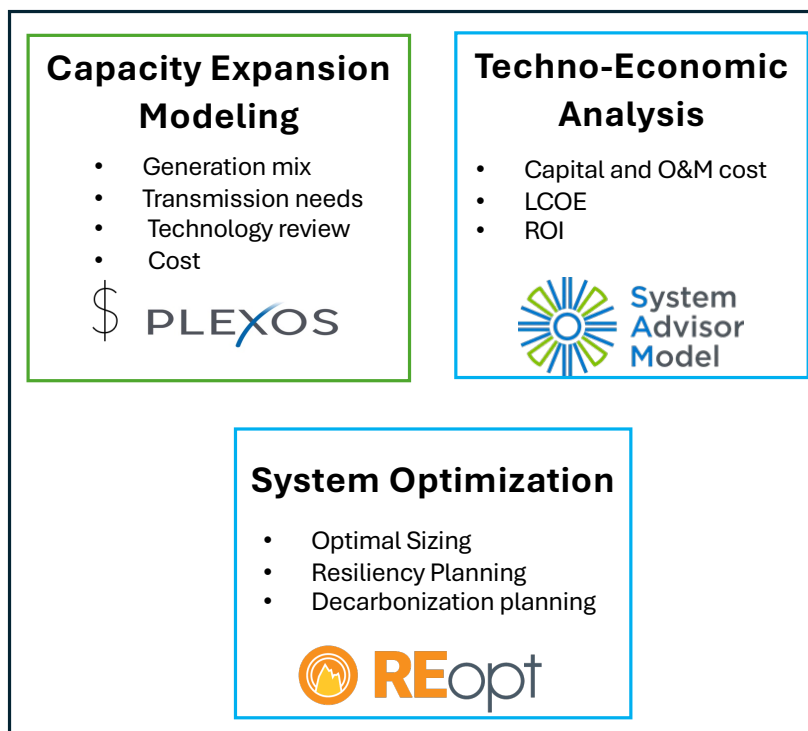 Capacity Expansion
Modeling
• Generation mix
• Transmission needs
• Technology review
• Cost
$ PLEXOS
Techno-Economic
Analysis
• Capital and O&M cost
• LCOE
• ROI
System
Advisor
Model
System Optimization
• Optimal Sizing
• Resiliency Planning
• Decarbonization planning
REopt